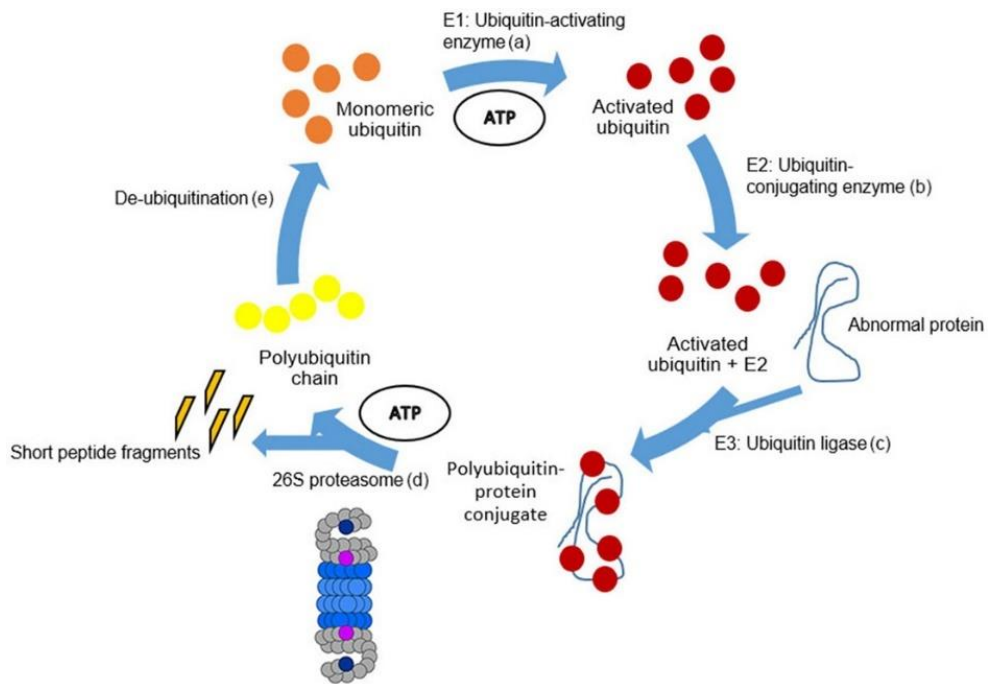 E1: Ubiquitin-activating
enzyme (a)
ATP
Monomeric
ubiquitin
Activated
ubiquitin
E2: Ubiquitin-
conjugating enzyme (b)
De-ubiquitination (e)
Abnormal protein
Activated
ubiquitin + E2
Polyubiquitin
chain
ATP
E3: Ubiquitin ligase (c)
Short peptide fragments
26S proteasome (d)
Polyubiquitin-
protein
conjugate